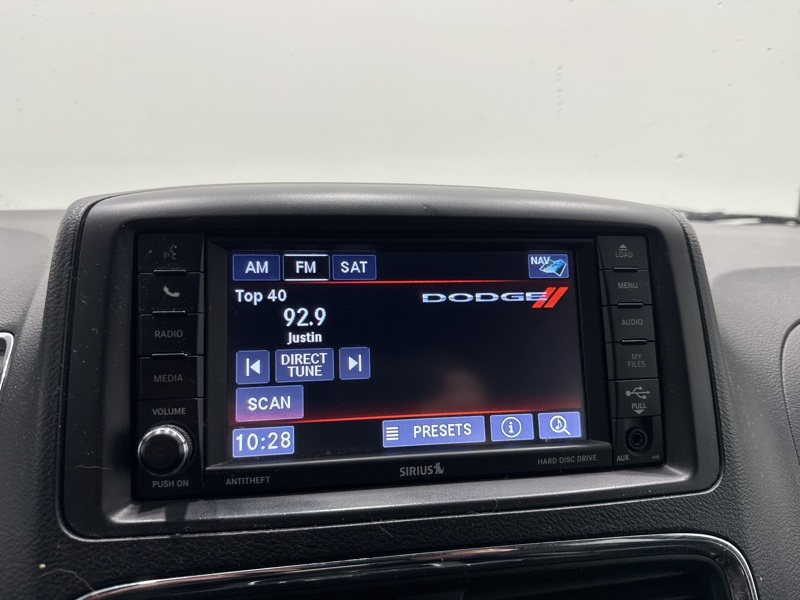 AM FM SAT NAV
Top 40
DODGE
92.9
Justin
DIRECT
TUNE
SCAN
10:28
PRESETS
RADIO
MEDIA
VOLUME
PUSH ON
ANTITHEFT
SIRIUS
HARD DISC DRIVE
LOAD
MENU
AUDIO
MY
FILES
PULL
AUX